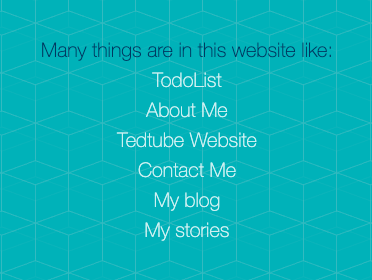 Many things are in this website like:
TodoList
About Me
Tedtube Website
Contact Me
My blog
My stories